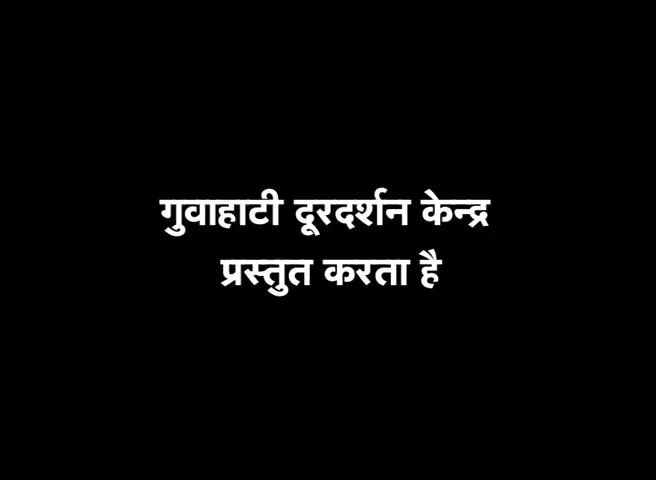 गुवाहाटी दूरदर्शन केन्द्र
प्रस्तुत करता है